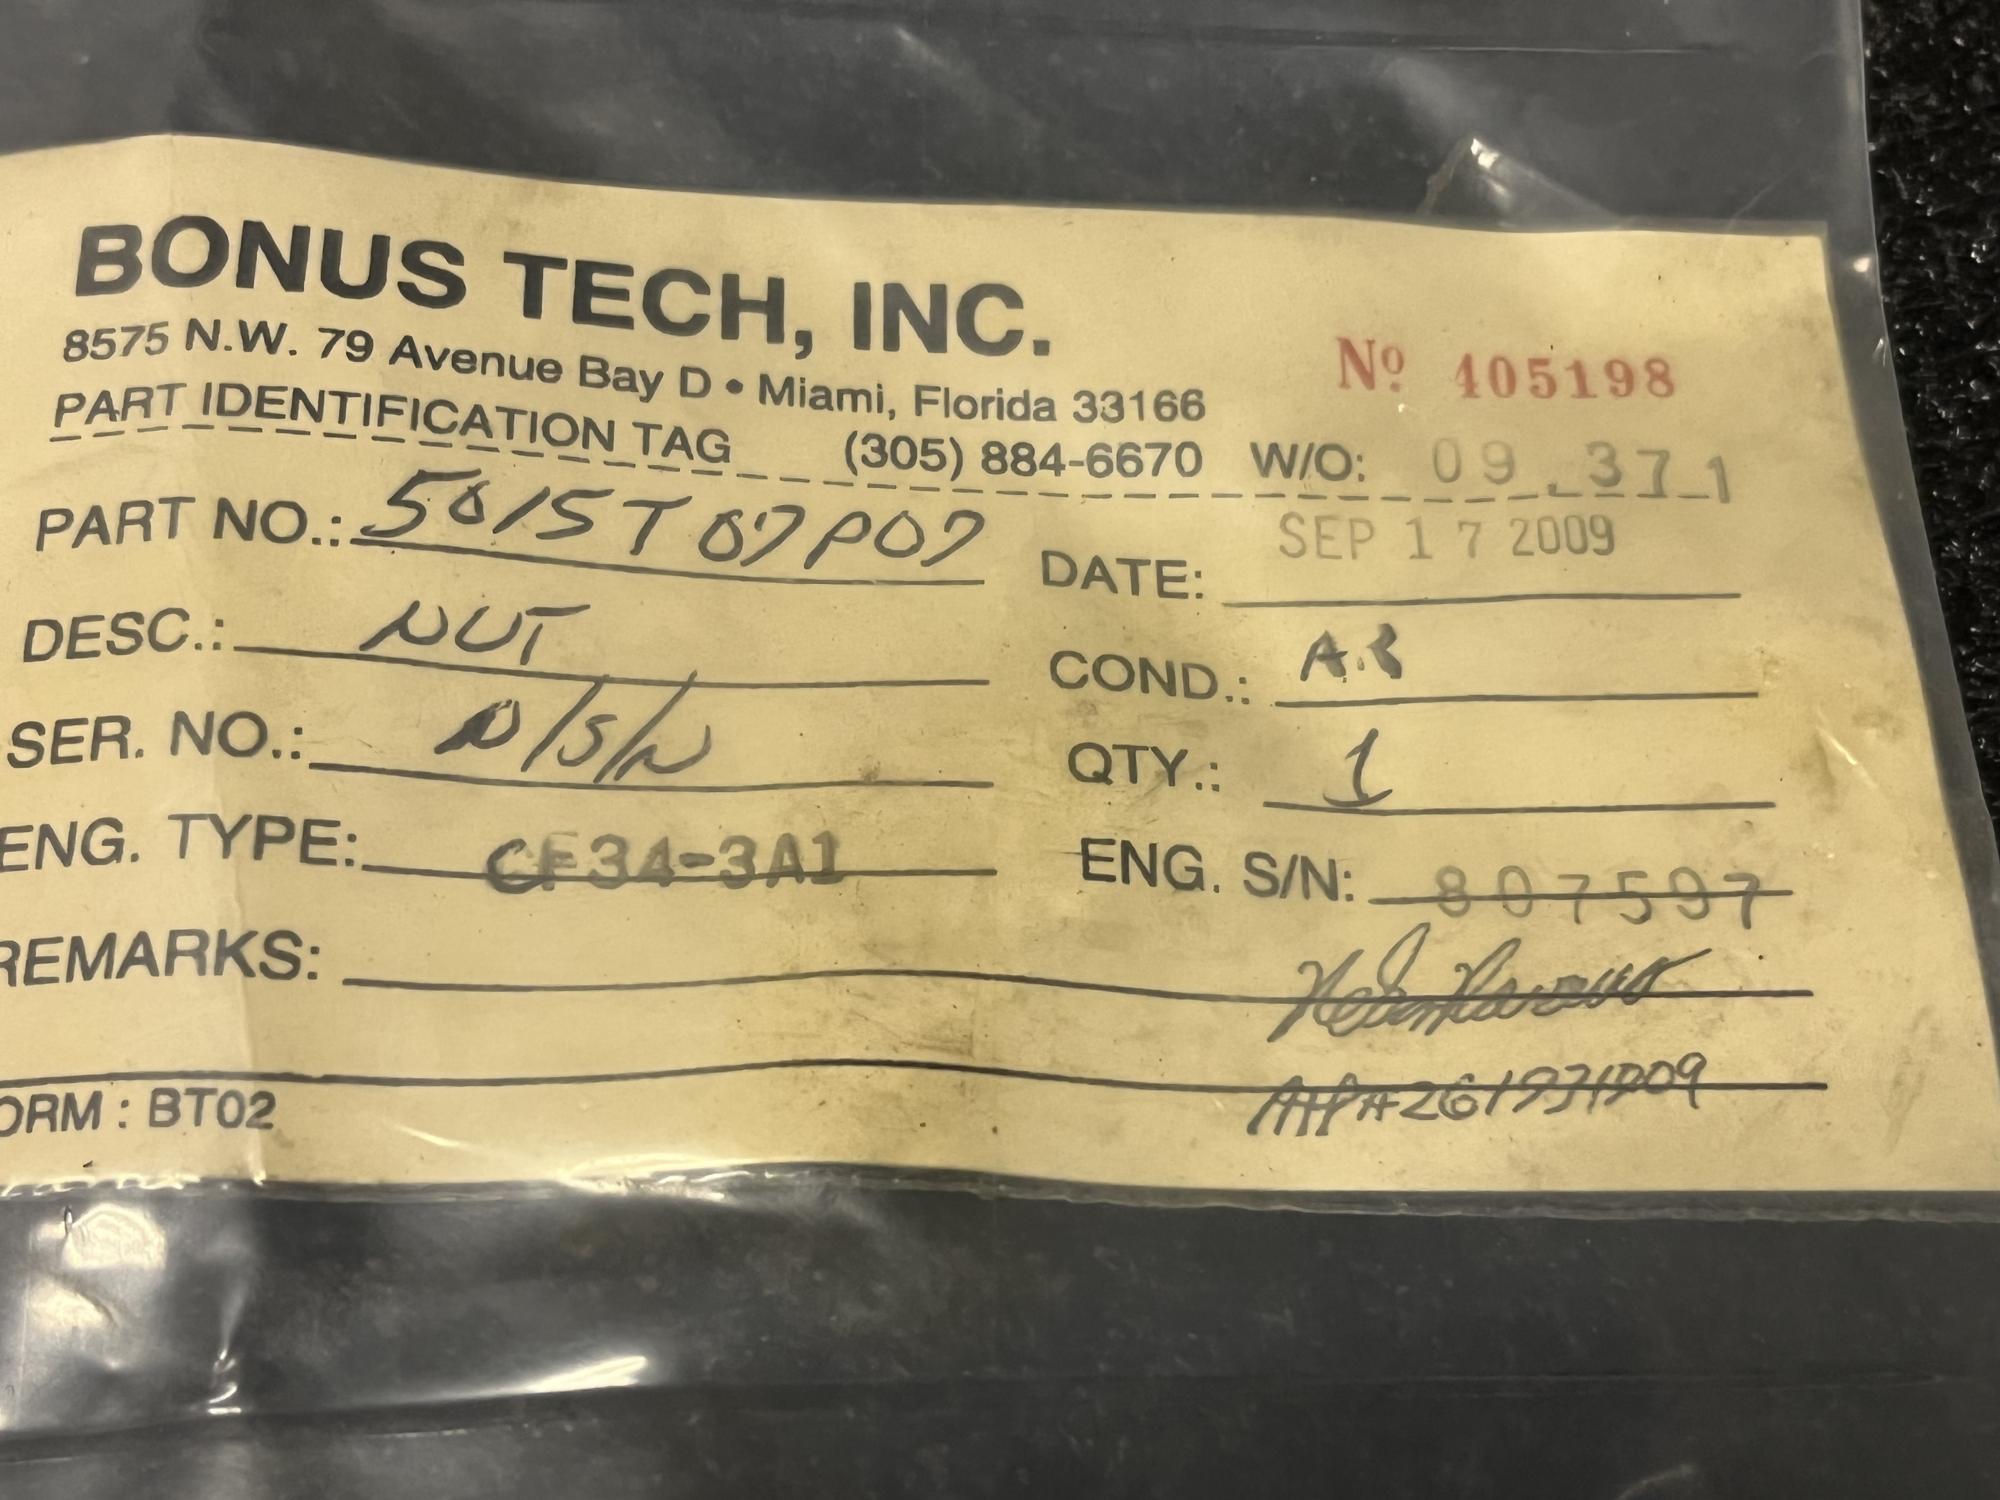 BONUS TECH, INC.
8575 N.W. 79 Avenue Bay D • Miami, Florida 33166
Nº 405198
PART IDENTIFICATION TAG (305) 884-6670 W/O: 09.371
PART NO.: 5015T07P07
DATE: SEP 17 2009
DESC.: NUT
COND.: A.R
SER. NO.: N/S/N
QTY.: 1
ENG. TYPE: CF34-3A1
ENG. S/N: 807597
REMARKS:
ORM: BT02